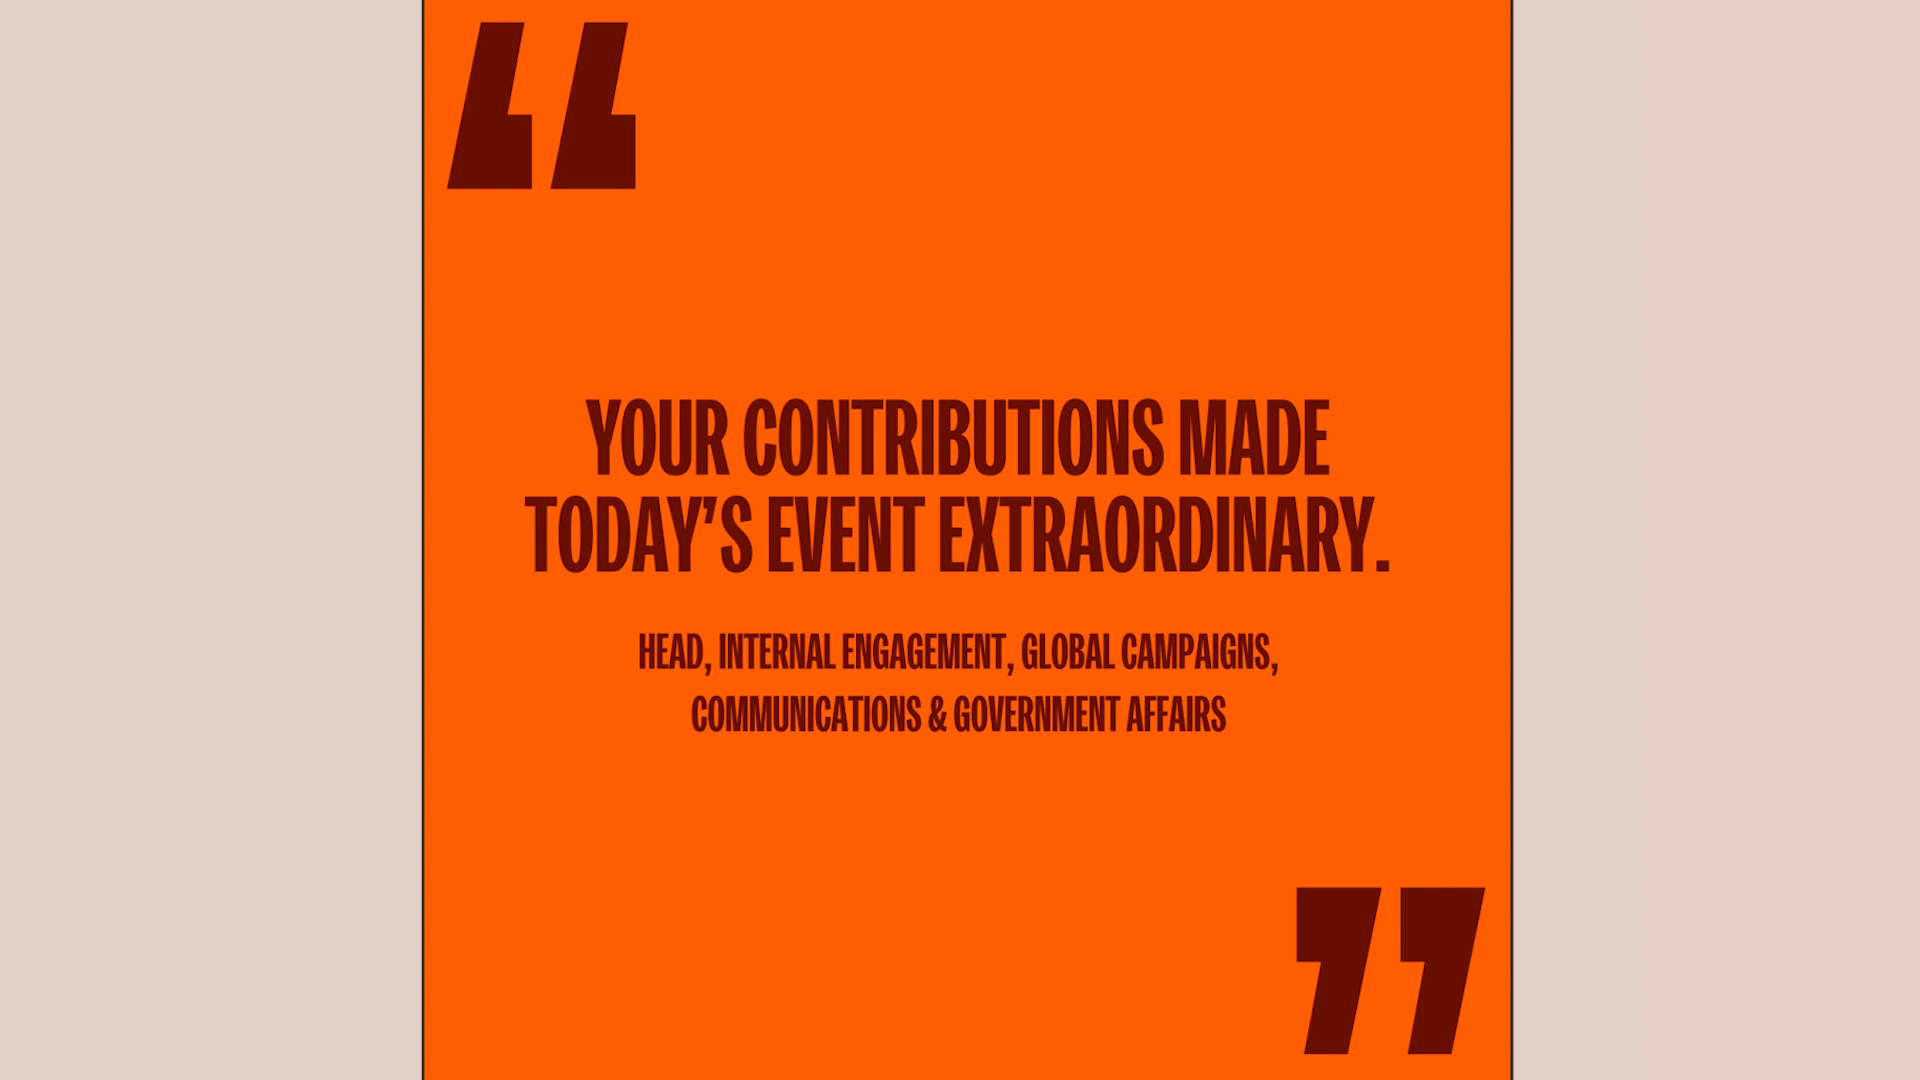 “
YOUR CONTRIBUTIONS MADE
TODAY’S EVENT EXTRAORDINARY.
HEAD, INTERNAL ENGAGEMENT, GLOBAL CAMPAIGNS,
COMMUNICATIONS & GOVERNMENT AFFAIRS
”